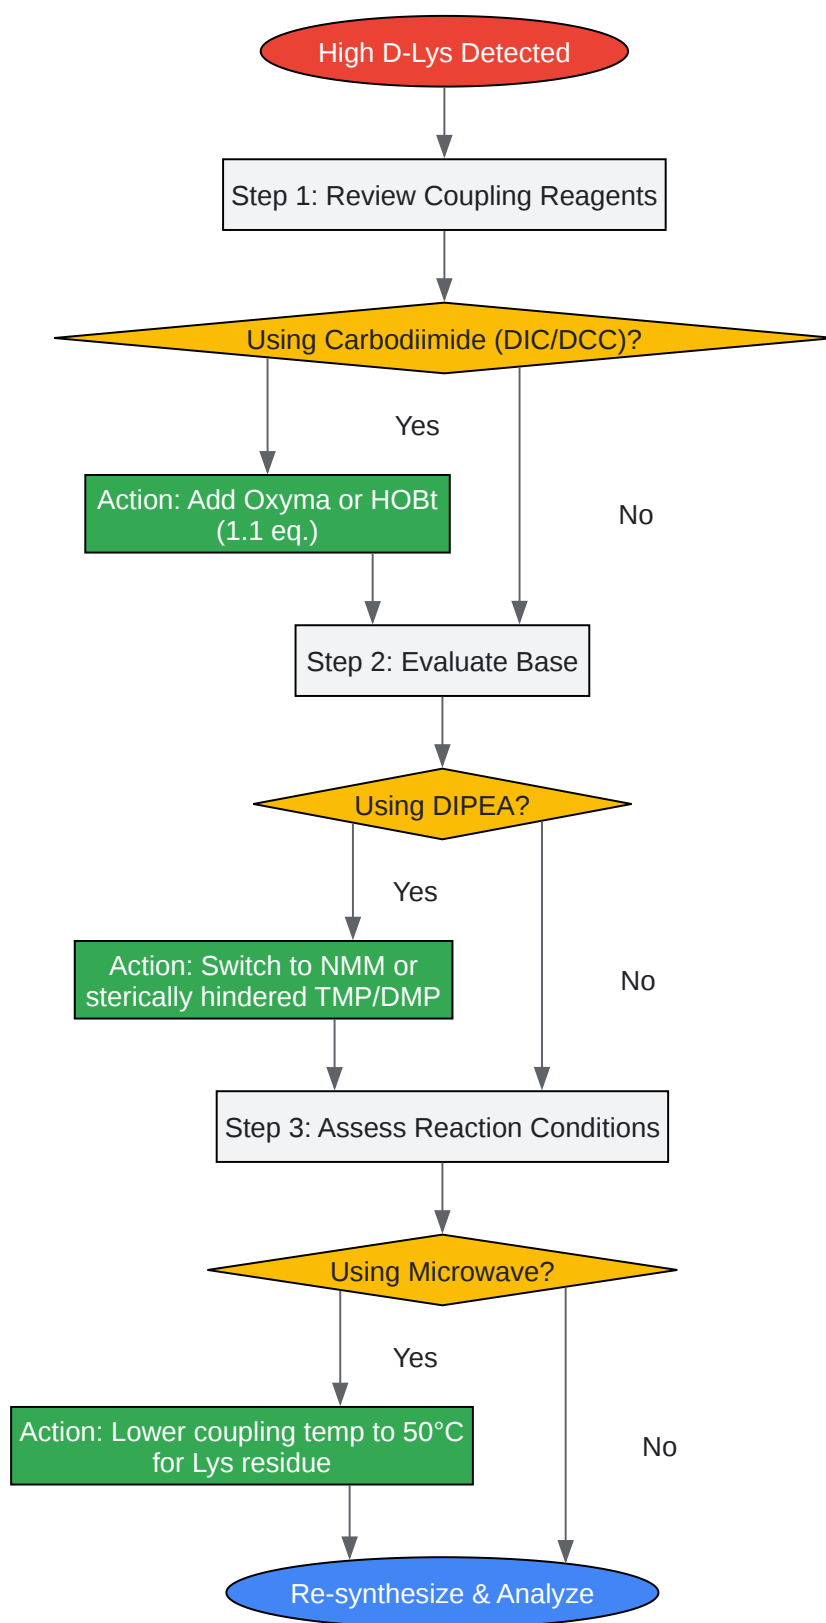 High D-Lys Detected
Step 1: Review Coupling Reagents
Using Carbodiimide (DIC/DCC)?
Yes
Action: Add Oxyma or HOBt
(1.1 eq.)
No
Step 2: Evaluate Base
Using DIPEA?
Yes
Action: Switch to NMM or
sterically hindered TMP/DMP
No
Step 3: Assess Reaction Conditions
Using Microwave?
Yes
Action: Lower coupling temp to 50°C
for Lys residue
No
Re-synthesize & Analyze